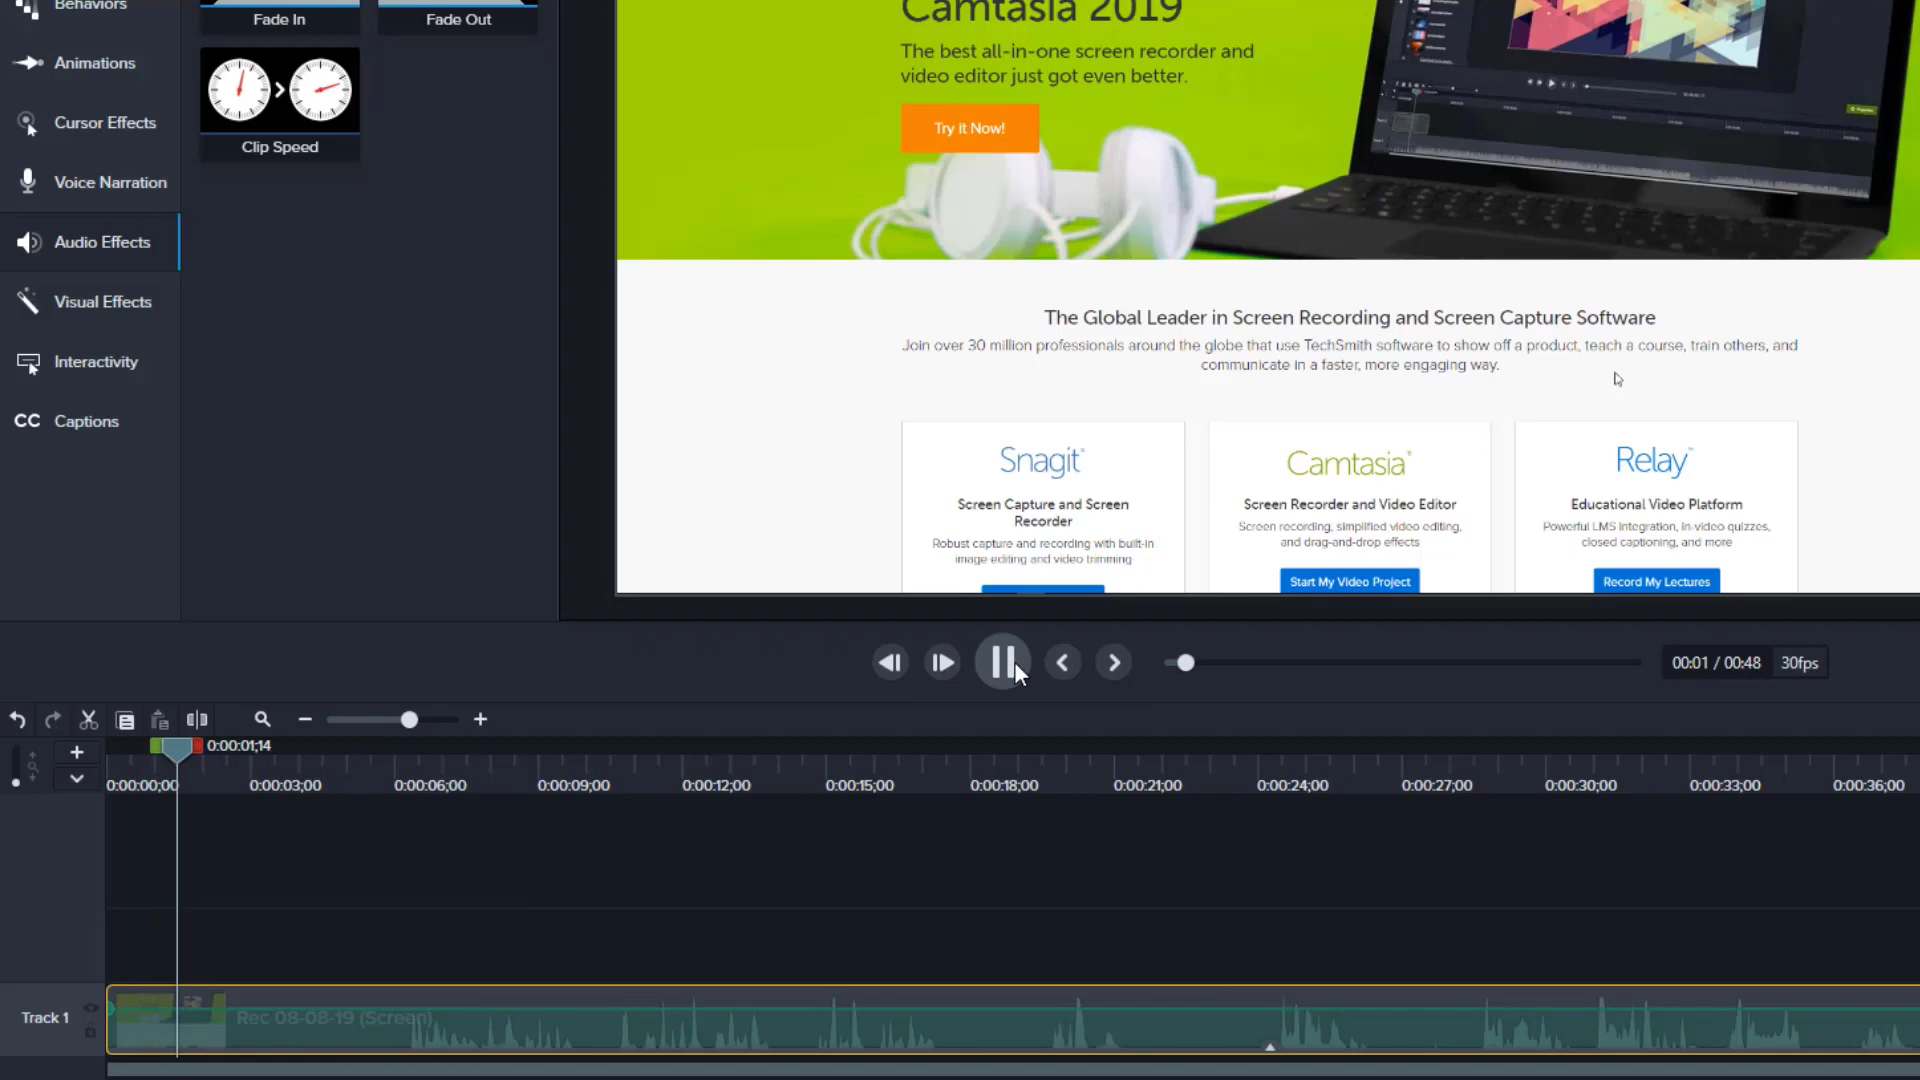 Behaviors
Animations
Cursor Effects
Voice Narration
Audio Effects
Visual Effects
Interactivity
CC Captions
Fade In
Fade Out
Clip Speed
Camtasia 2019
The best all-in-one screen recorder and
video editor just got even better.
Try it Now!
The Global Leader in Screen Recording and Screen Capture Software
Join over 30 million professionals around the globe that use TechSmith software to show off a product, teach a course, train others, and
communicate in a faster, more engaging way.
Snagit®
Screen Capture and Screen
Recorder
Robust capture and recording with built-in
image editing and video trimming
Camtasia®
Screen Recorder and Video Editor
Screen recording, simplified video editing,
and drag-and-drop effects
Start My Video Project
Relay™
Educational Video Platform
Powerful LMS integration, in-video quizzes,
closed captioning, and more
Record My Lectures
00:01 / 00:48 30fps
0:00:01;14
0:00:00;00 0:00:03;00 0:00:06;00 0:00:09;00 0:00:12;00 0:00:15;00 0:00:18;00 0:00:21;00 0:00:24;00 0:00:27;00 0:00:30;00 0:00:33;00 0:00:36;00
Track 1
Rec 08-08-19 (Screen)